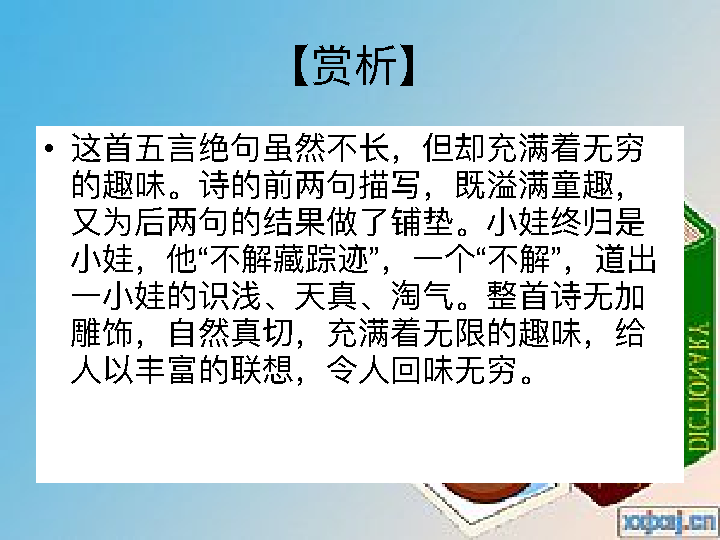 【赏析】
• 这首五言绝句虽然不长，但却充满着无穷
的趣味。诗的前两句描写，既溢满童趣，
又为后两句的结果做了铺垫。小娃终归是
小娃，他“不解藏踪迹”，一个“不解”，道出
一小娃的识浅、天真、淘气。整首诗无加
雕饰，自然真切，充满着无限的趣味，给
人以丰富的联想，令人回味无穷。
DICTIONARY